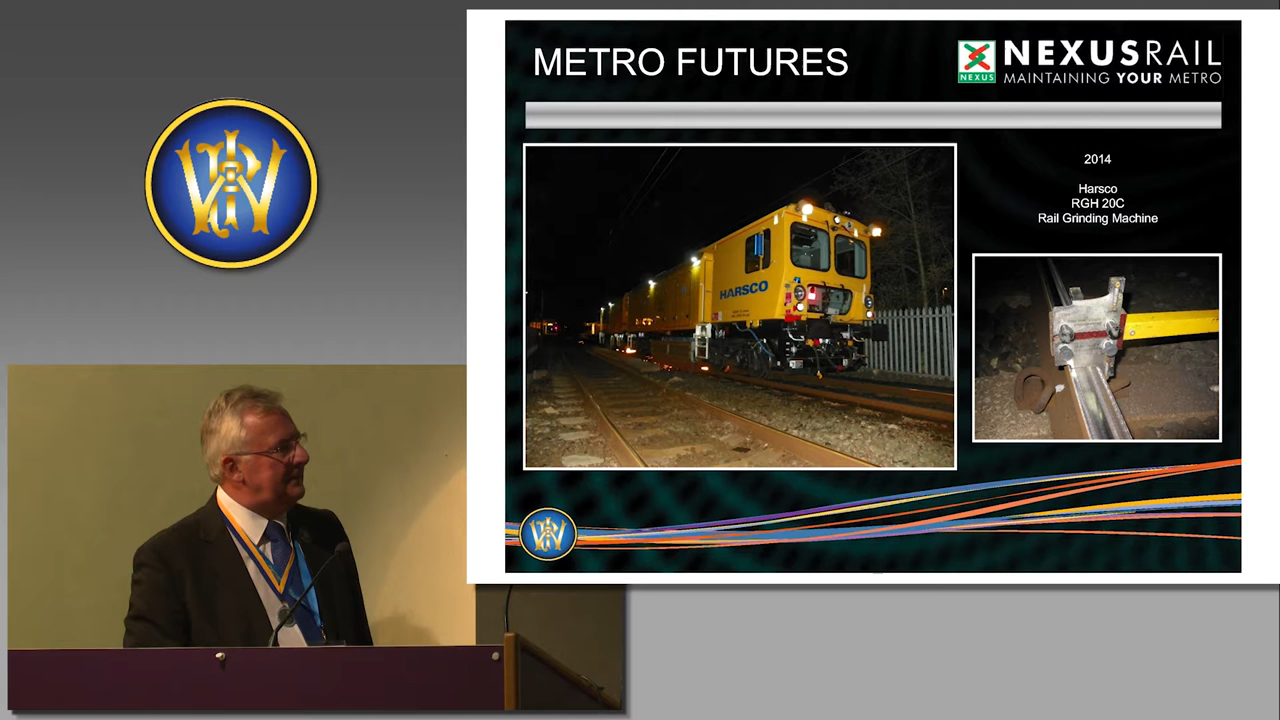 METRO FUTURES
NEXUS
NEXUSRAIL
MAINTAINING YOUR METRO
2014
Harsco
RGH 20C
Rail Grinding Machine
HARSCO